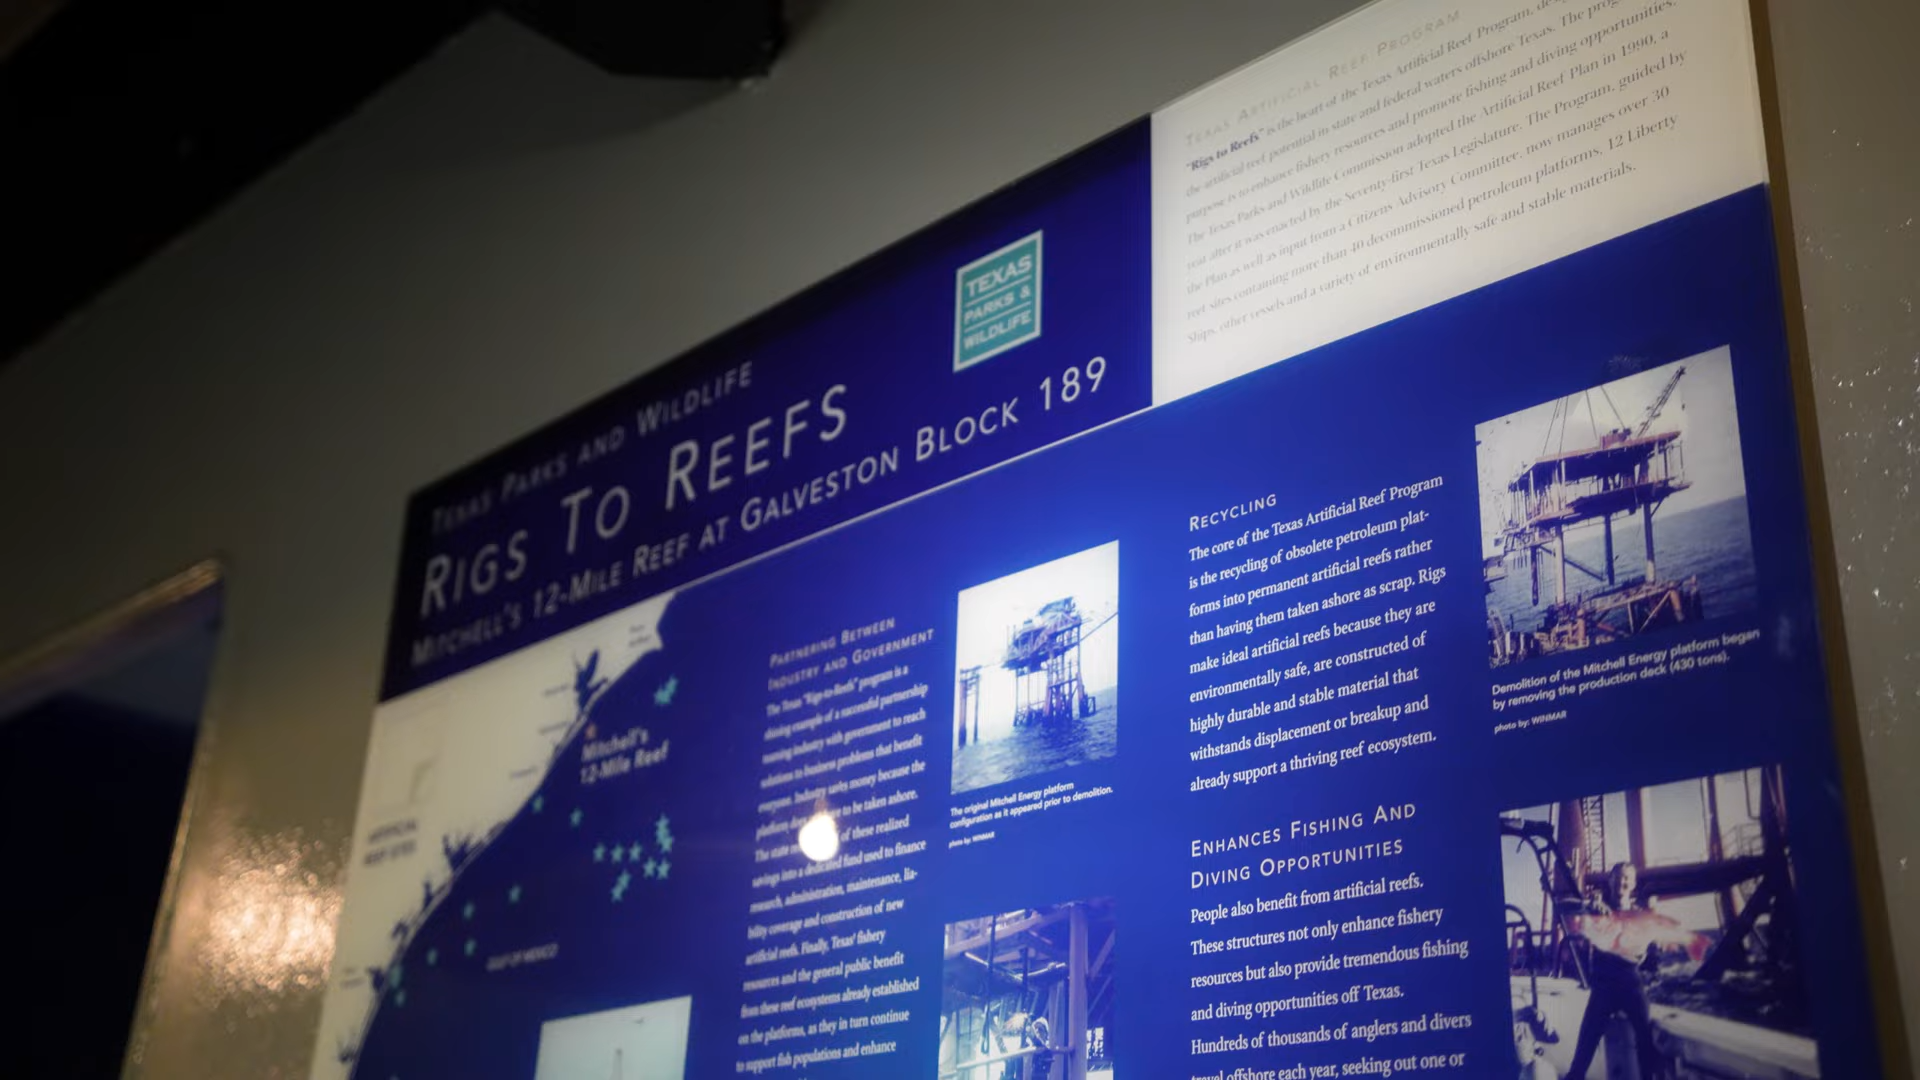 TEXAS PARKS AND WILDLIFE
RIGS TO REEFS
MITCHELL'S 12-MILE REEF AT GALVESTON BLOCK 189
TEXAS
PARKS &
WILDLIFE
TEXAS ARTIFICIAL REEF PROGRAM
"Rigs to Reefs" is the heart of the Texas Artificial Reef Program,
the artificial reef potential in state and federal waters offshore Texas. The
purpose is to enhance fishery resources and promote fishing and diving opportunities.
The Texas Parks and Wildlife Commission adopted the Artificial Reef Plan in 1990, a
year after it was enacted by the Seventy-first Texas Legislature. The Program, guided by
the Plan as well as input from a Citizens Advisory Committee, now manages over 30
reef sites containing more than 40 decommissioned petroleum platforms, 12 Liberty
Ships, other vessels and a variety of environmentally safe and stable materials.
Mitchell's
12-Mile Reef
ARTIFICIAL
REEF SITES
GULF OF MEXICO
PARTNERING BETWEEN
INDUSTRY AND GOVERNMENT
The Texas "Rigs-to-Reefs" program is a
shining example of a successful partnership
teaming industry with government to reach
solutions to business problems that benefit
everyone. Industry saves money because the
platform does to be taken ashore.
The state of these realized
savings into a dedicated fund used to finance
research, administration, maintenance, lia-
bility coverage and construction of new
artificial reefs. Finally, Texas' fishery
resources and the general public benefit
from these reef ecosystems already established
on the platforms, as they in turn continue
to support fish populations and enhance
The original Mitchell Energy platform
configuration as it appeared prior to demolition.
photo by: WINMAR
RECYCLING
The core of the Texas Artificial Reef Program
is the recycling of obsolete petroleum plat-
forms into permanent artificial reefs rather
than having them taken ashore as scrap. Rigs
make ideal artificial reefs because they are
environmentally safe, are constructed of
highly durable and stable material that
withstands displacement or breakup and
already support a thriving reef ecosystem.
ENHANCES FISHING AND
DIVING OPPORTUNITIES
People also benefit from artificial reefs.
These structures not only enhance fishery
resources but also provide tremendous fishing
and diving opportunities off Texas.
Hundreds of thousands of anglers and divers
travel offshore each year, seeking out one or
Demolition of the Mitchell Energy platform began
by removing the production deck (430 tons).
photo by: WINMAR